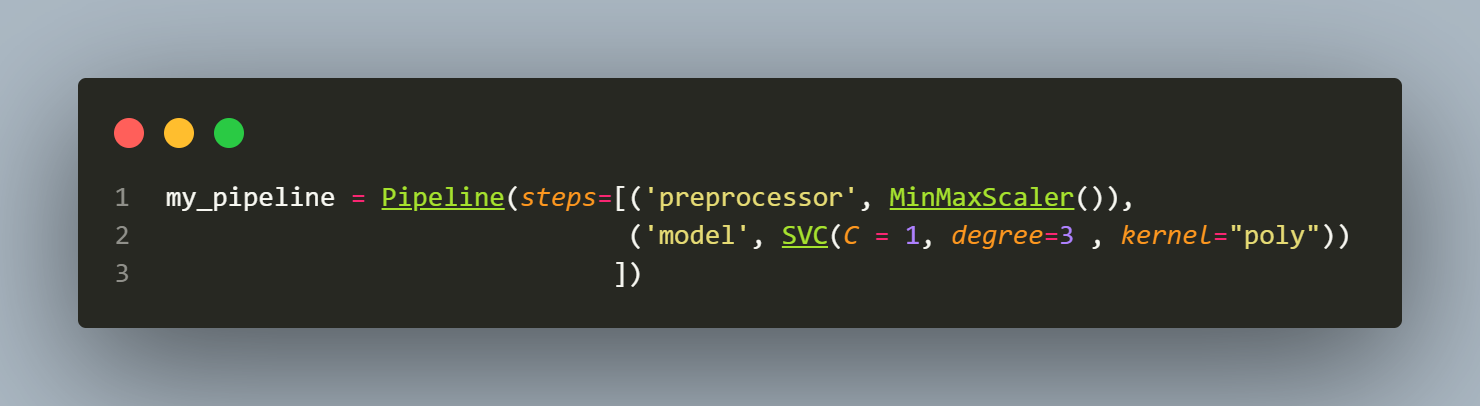 1 my_pipeline = Pipeline(steps=[('preprocessor', MinMaxScaler()),
2 ('model', SVC(C = 1, degree=3 , kernel="poly"))
3 ])